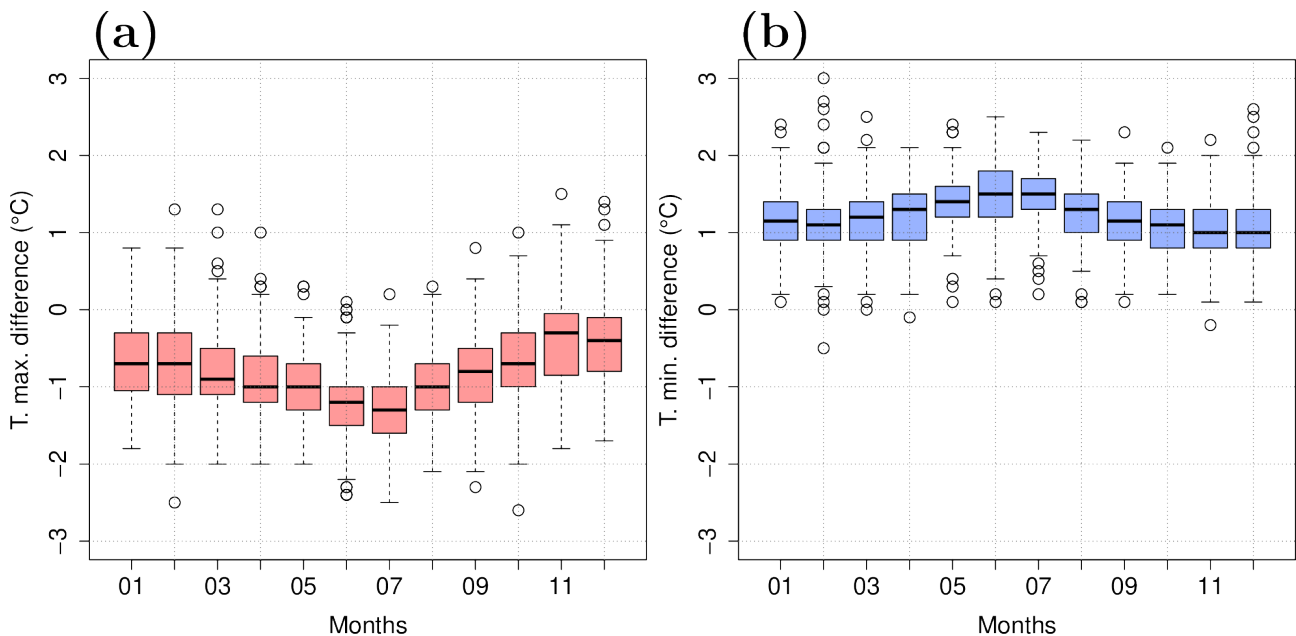 (a)
T. max. difference (°C)
3
2
1
0
−1
−2
−3
01 03 05 07 09 11
Months
(b)
T. min. difference (°C)
3
2
1
0
−1
−2
−3
01 03 05 07 09 11
Months